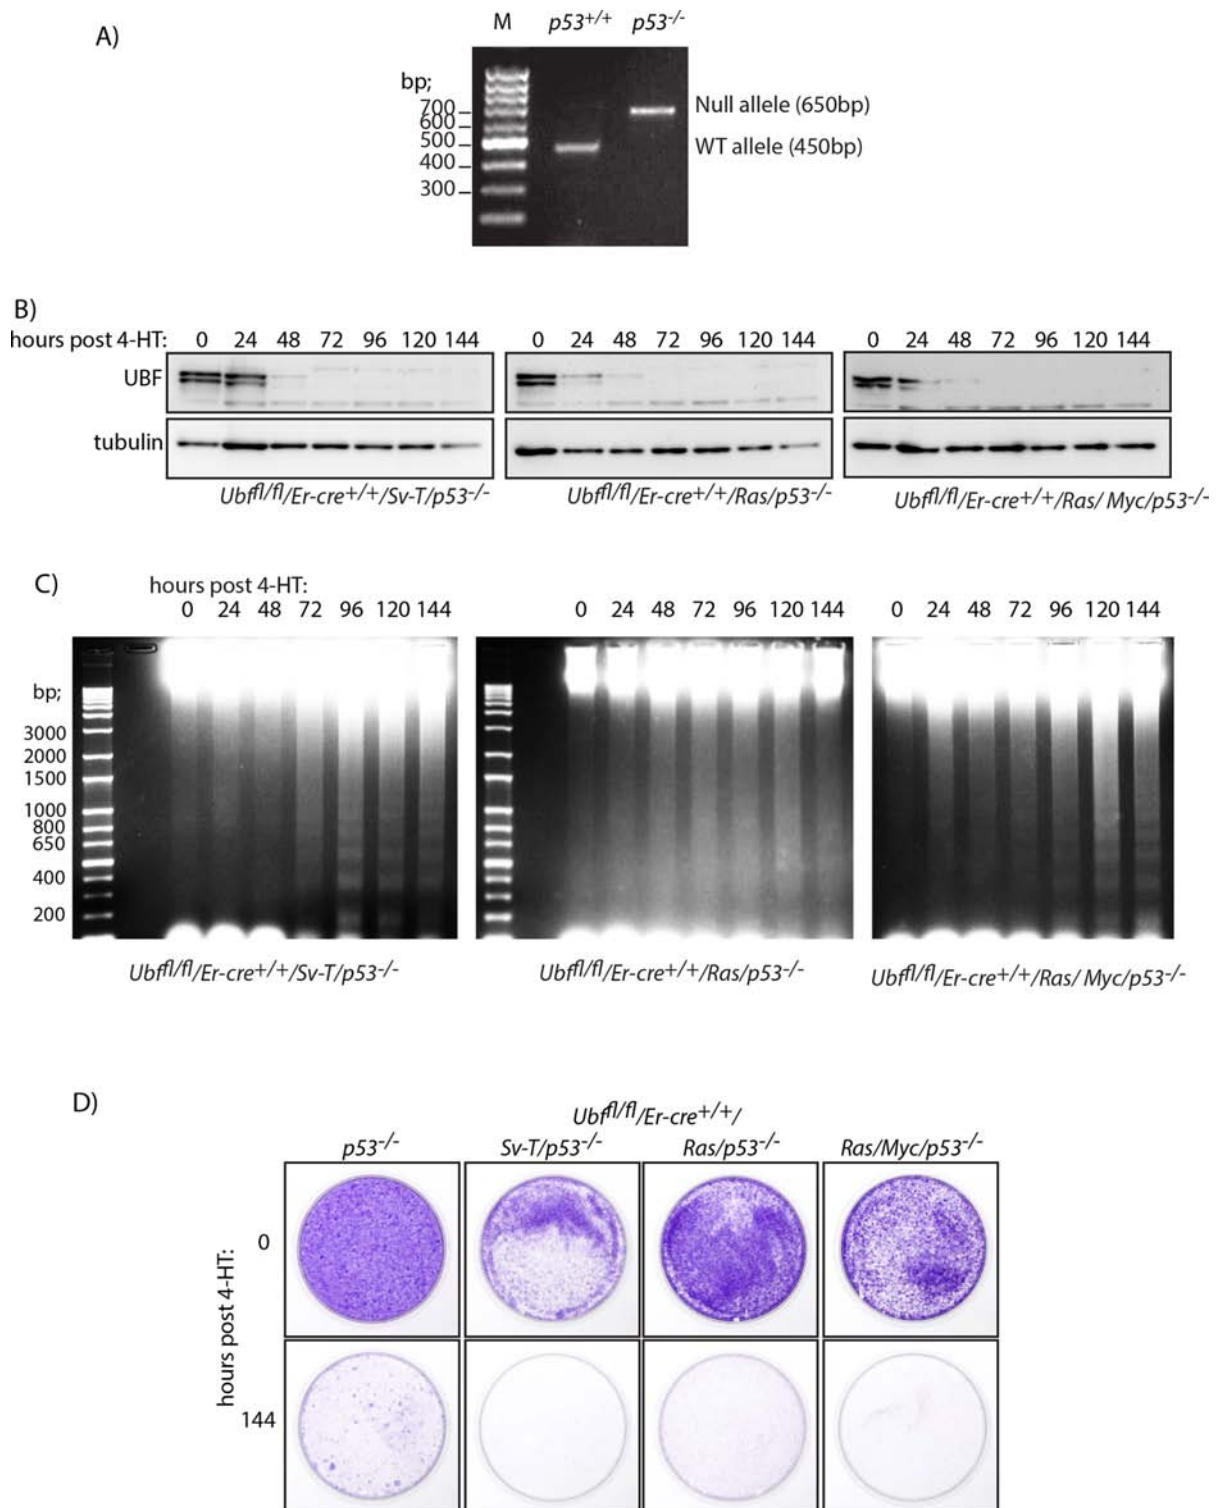 A)
M p53+/+ p53-/-
bp;
700
600
500
400
300
Null allele (650bp)
WT allele (450bp)
B)
hours post 4-HT: 0 24 48 72 96 120 144 0 24 48 72 96 120 144 0 24 48 72 96 120 144
UBF
tubulin
Ubffl/fl/Er-cre+/+/Sv-T/p53-/- Ubffl/fl/Er-cre+/+/Ras/p53-/- Ubffl/fl/Er-cre+/+/Ras/ Myc/p53-/-
C)
hours post 4-HT:
0 24 48 72 96 120 144 0 24 48 72 96 120 144 0 24 48 72 96 120 144
bp;
3000
2000
1500
1000
800
650
400
200
Ubffl/fl/Er-cre+/+/Sv-T/p53-/- Ubffl/fl/Er-cre+/+/Ras/p53-/- Ubffl/fl/Er-cre+/+/Ras/ Myc/p53-/-
D)
Ubffl/fl/Er-cre+/+/
p53-/- Sv-T/p53-/- Ras/p53-/- Ras/Myc/p53-/-
hours post 4-HT:
0
144